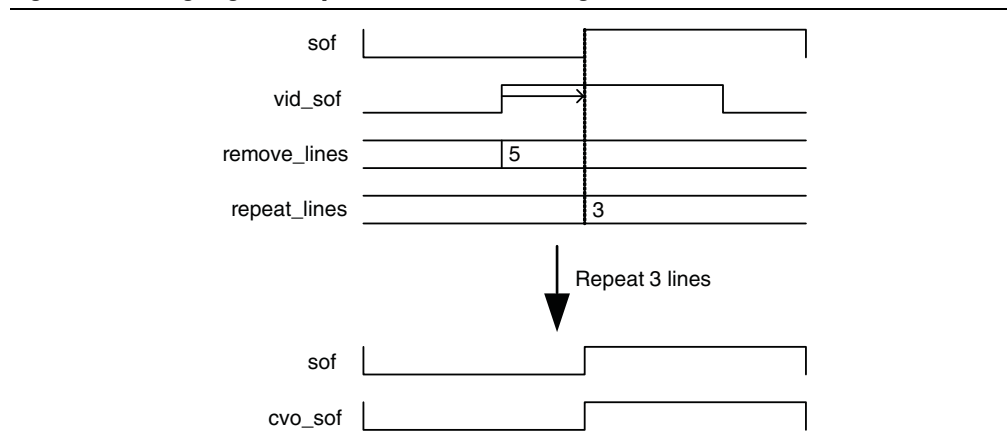 sof
vid_sof
remove_lines
5
repeat_lines
3
Repeat 3 lines
sof
cvo_sof